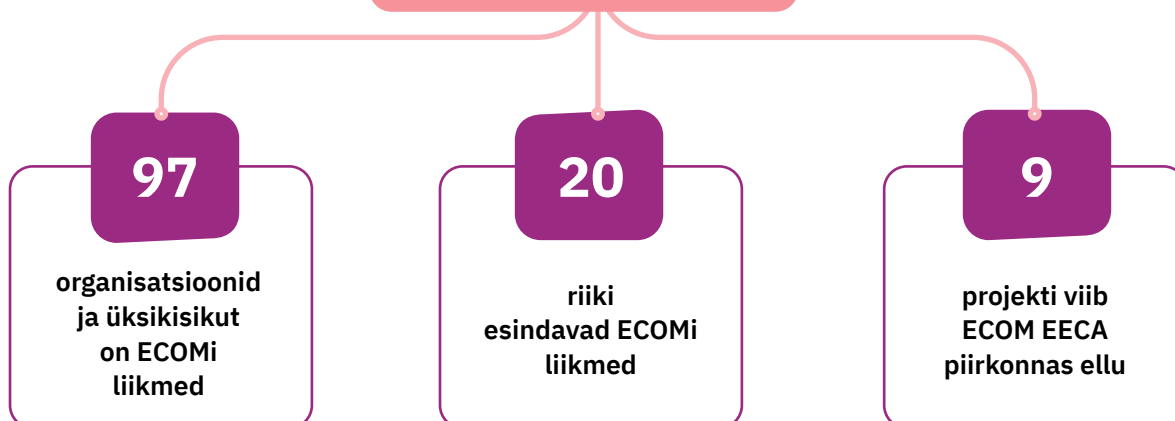 97
organisatsioonid
ja üksikisikut
on ECOMi
liikmed
20
riiki
esindavad ECOMi
liikmed
9
projekti viib
ECOM EECA
piirkonnas ellu